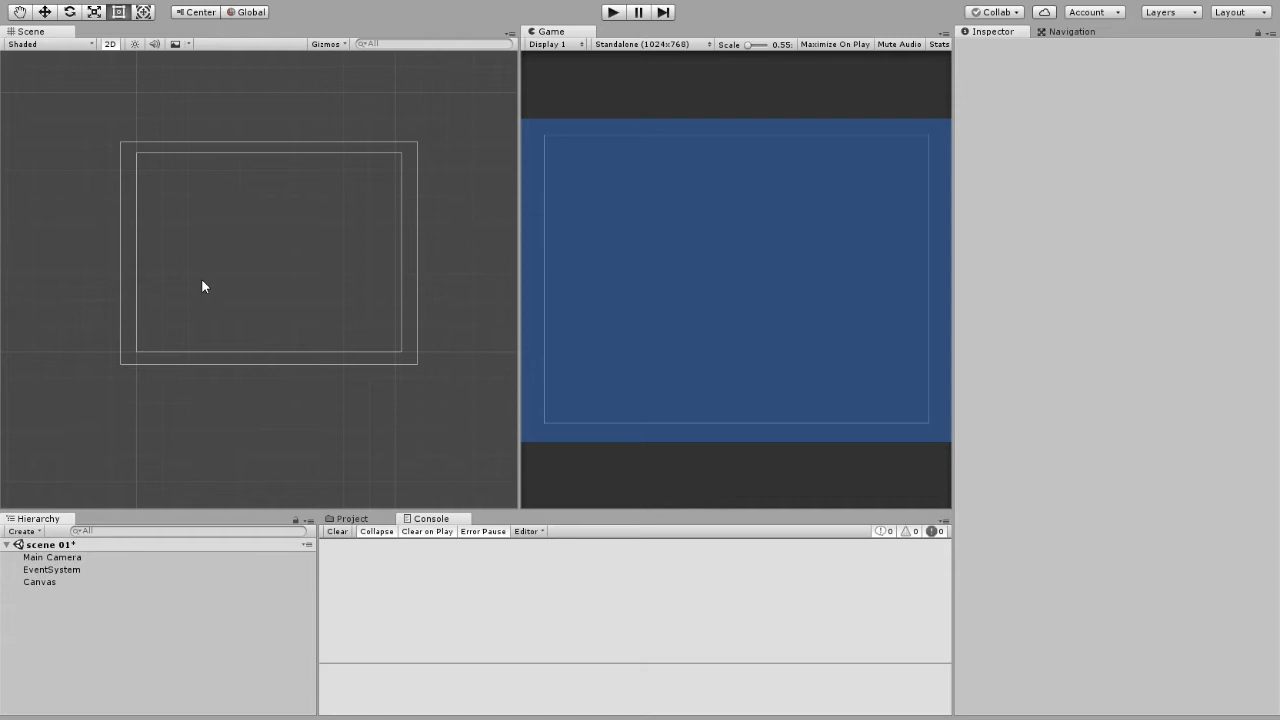 Center Global Collab Account Layers Layout
Scene Game Inspector Navigation
Shaded 2D Gizmos All Display 1 Standalone (1024x768) Scale 0.55: Maximize On Play Mute Audio Stats
Hierarchy Project Console
Create All Clear Collapse Clear on Play Error Pause Editor 0 0 0
scene 01*
Main Camera
EventSystem
Canvas